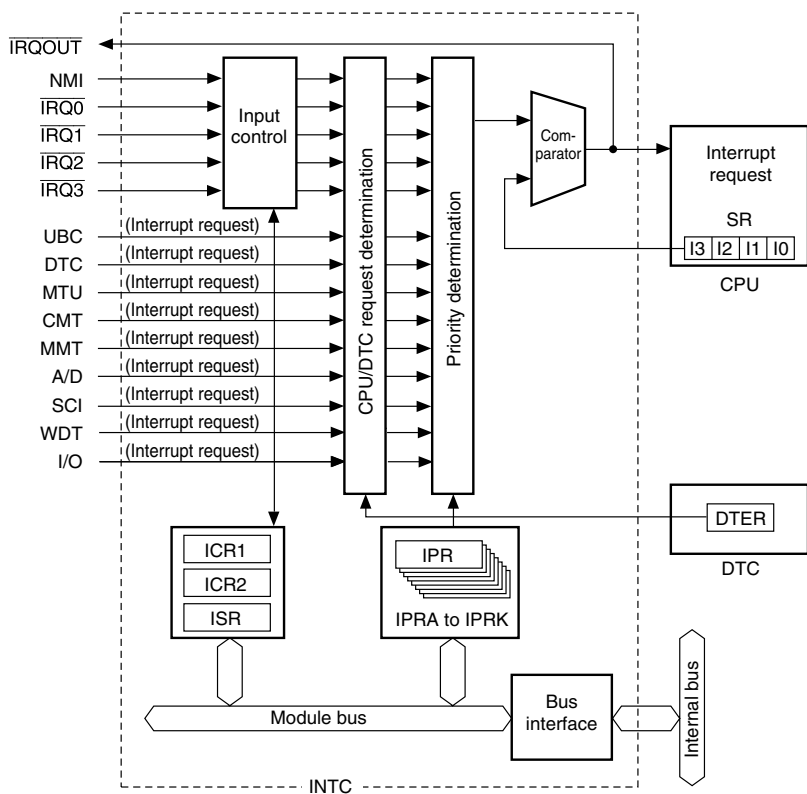 IRQOUT
NMI
IRQ0
IRQ1
IRQ2
IRQ3
Input
control
UBC (Interrupt request)
DTC (Interrupt request)
MTU (Interrupt request)
CMT (Interrupt request)
MMT (Interrupt request)
A/D (Interrupt request)
SCI (Interrupt request)
WDT (Interrupt request)
I/O (Interrupt request)
CPU/DTC request determination
Priority determination
Com-
parator
Interrupt
request
SR
I3 I2 I1 I0
CPU
DTER
DTC
ICR1
ICR2
ISR
IPR
IPRA to IPRK
Module bus
Bus
interface
Internal bus
INTC